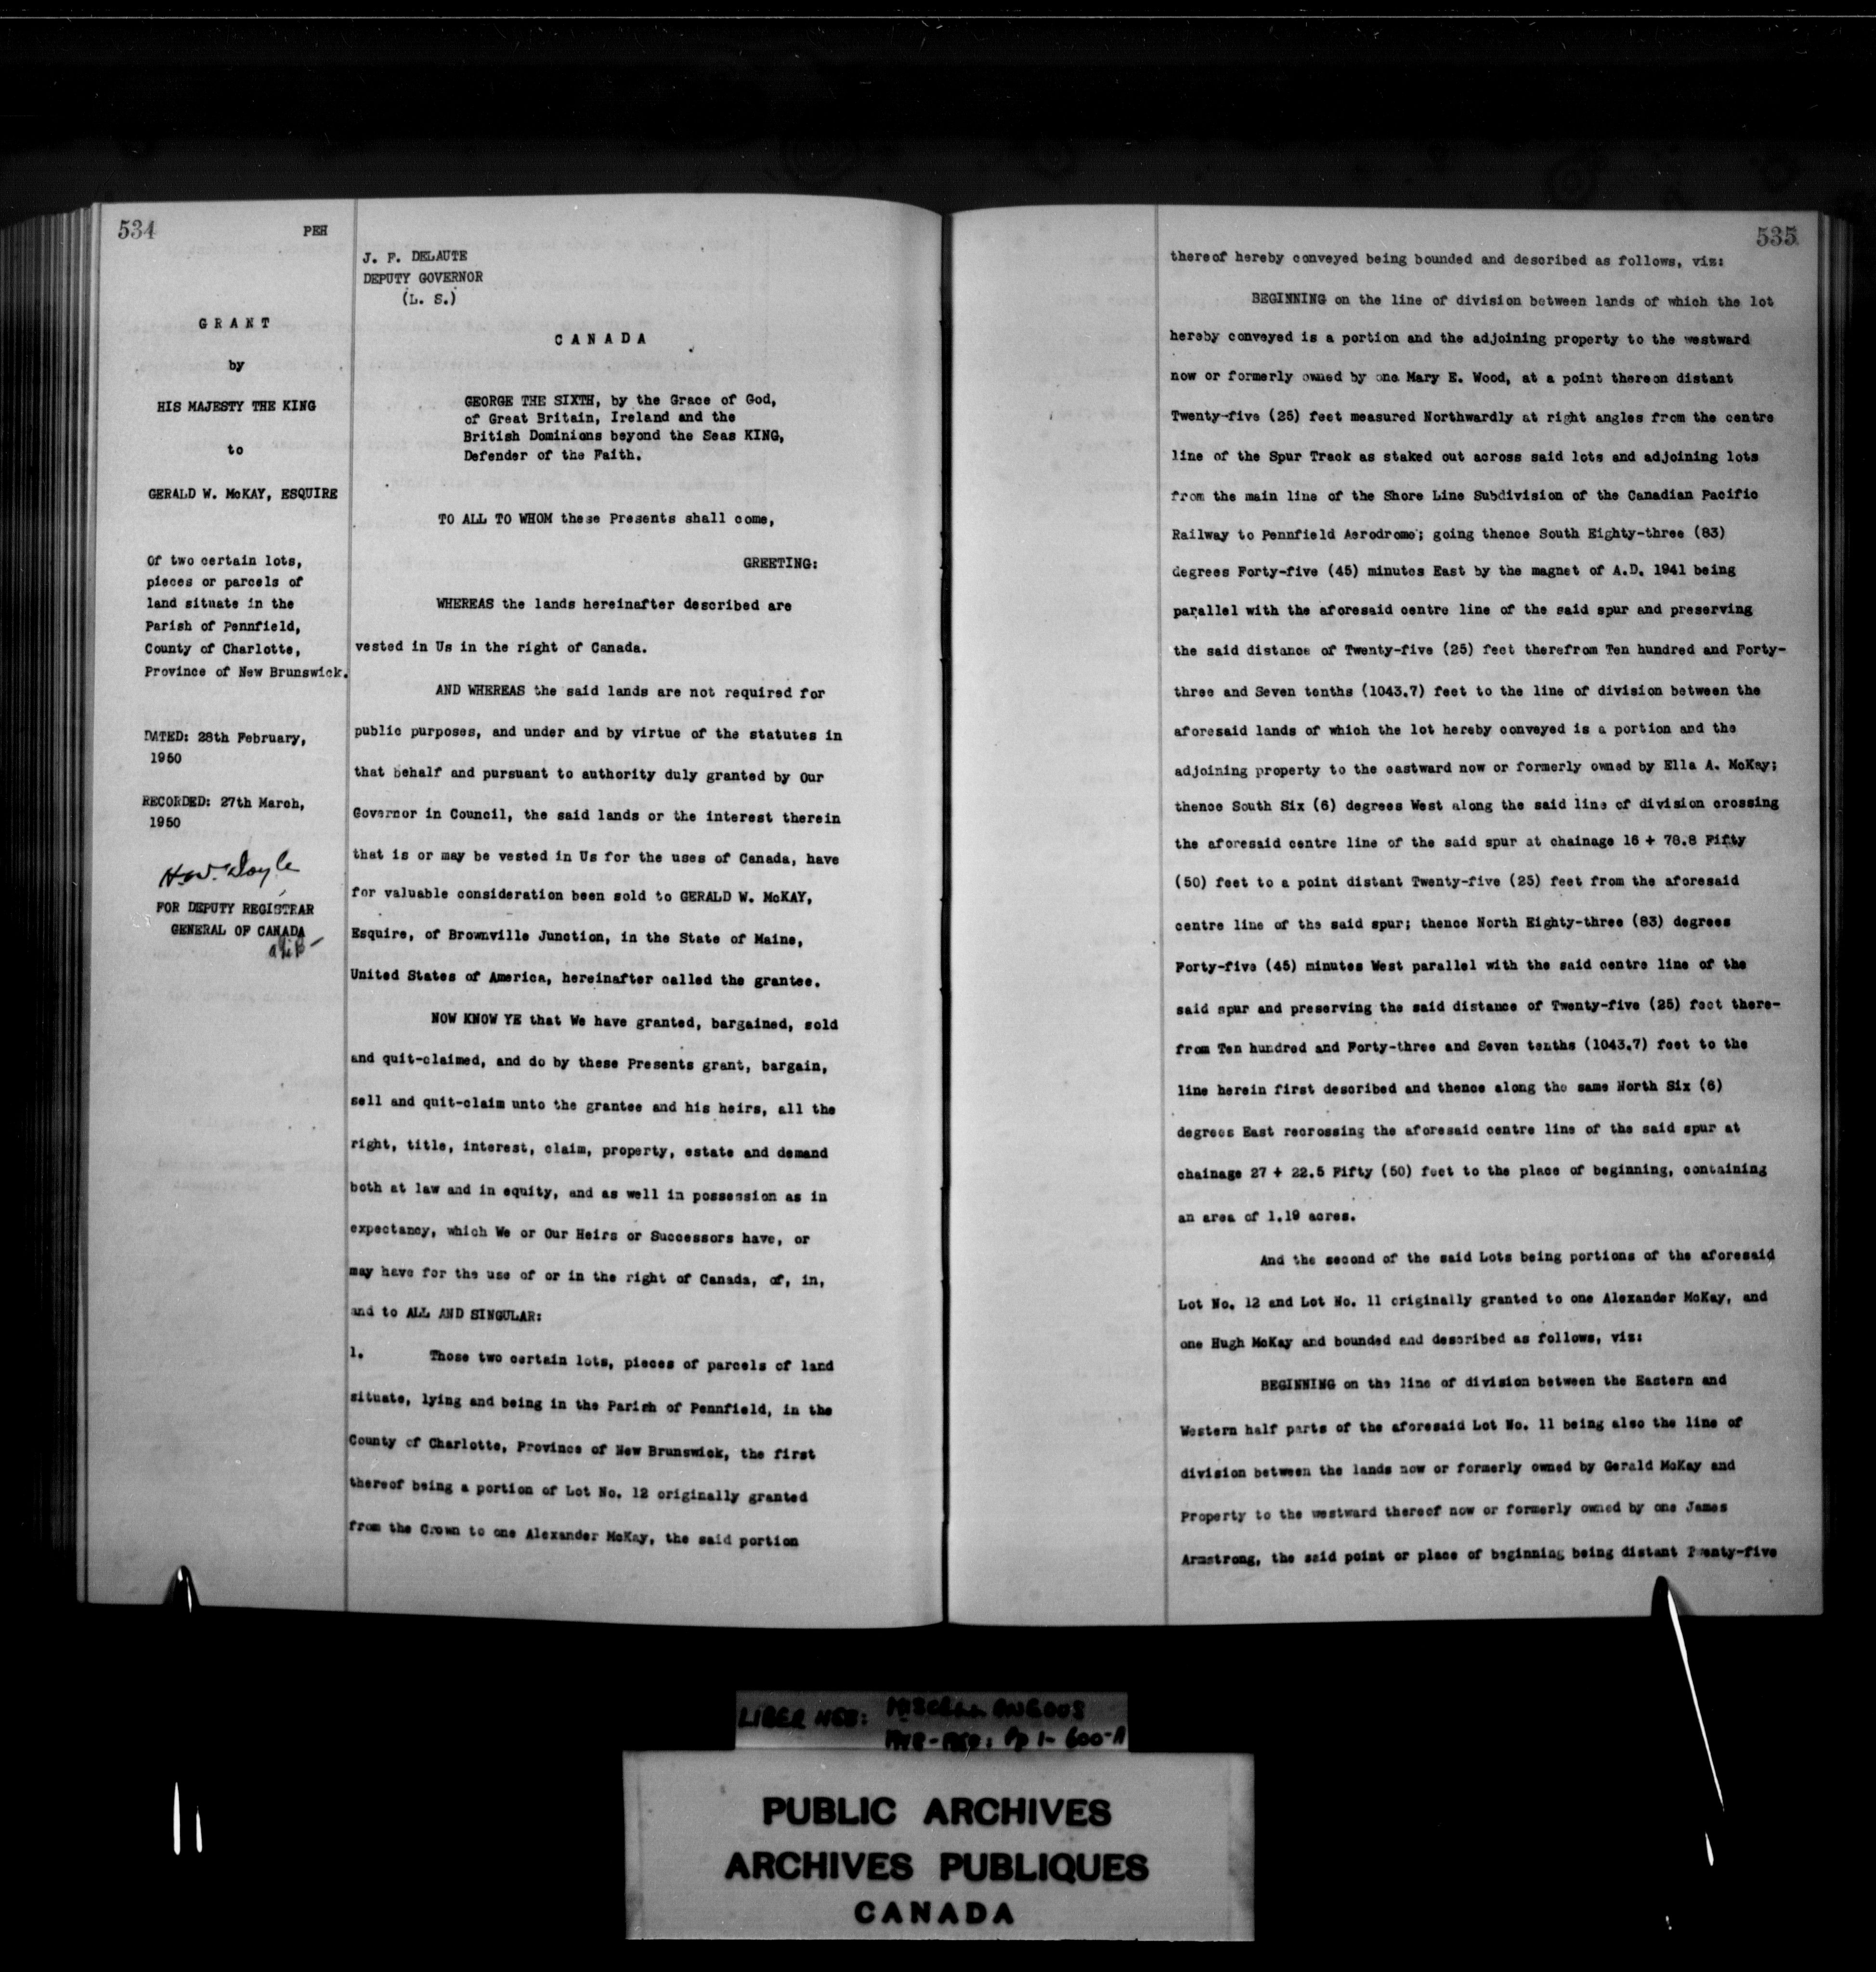 534
PEH
GRANT
by
HIS MAJESTY THE KING
to
GERALD W. McKAY, ESQUIRE
Of two certain lots,
pieces or parcels of
land situate in the
Parish of Pennfield,
County of Charlotte,
Province of New Brunswick.
DATED: 28th February,
1950
RECORDED: 27th March,
1950
H.W. Doyle
FOR DEPUTY REGISTRAR
GENERAL OF CANADA
J. F. DELAUTE
DEPUTY GOVERNOR
(L. S.)
CANADA
GEORGE THE SIXTH, by the Grace of God,
of Great Britain, Ireland and the
British Dominions beyond the Seas KING,
Defender of the Faith.
TO ALL TO WHOM these Presents shall come,
GREETING:
WHEREAS the lands hereinafter described are
vested in Us in the right of Canada.
AND WHEREAS the said lands are not required for
public purposes, and under and by virtue of the statutes in
that behalf and pursuant to authority duly granted by Our
Governor in Council, the said lands or the interest therein
that is or may be vested in Us for the uses of Canada, have
for valuable consideration been sold to GERALD W. McKAY,
Esquire, of Brownville Junction, in the State of Maine,
United States of America, hereinafter called the grantee.
NOW KNOW YE that We have granted, bargained, sold
and quit-claimed, and do by these Presents grant, bargain,
sell and quit-claim unto the grantee and his heirs, all the
right, title, interest, claim, property, estate and demand
both at law and in equity, and as well in possession as in
expectancy, which We or Our Heirs or Successors have, or
may have for the use of or in the right of Canada, of, in,
and to ALL AND SINGULAR:
1. Those two certain lots, pieces of parcels of land
situate, lying and being in the Parish of Pennfield, in the
County of Charlotte, Province of New Brunswick, the first
thereof being a portion of Lot No. 12 originally granted
from the Crown to one Alexander McKay, the said portion
535
thereof hereby conveyed being bounded and described as follows, viz:
BEGINNING on the line of division between lands of which the lot
hereby conveyed is a portion and the adjoining property to the westward
now or formerly owned by one Mary E. Wood, at a point thereon distant
Twenty-five (25) feet measured Northwardly at right angles from the centre
line of the Spur Track as staked out across said lots and adjoining lots
from the main line of the Shore Line Subdivision of the Canadian Pacific
Railway to Pennfield Aerodrome; going thence South Eighty-three (83)
degrees Forty-five (45) minutes East by the magnet of A.D. 1941 being
parallel with the aforesaid centre line of the said spur and preserving
the said distance of Twenty-five (25) feet therefrom Ten hundred and Forty-
three and Seven tenths (1043.7) feet to the line of division between the
aforesaid lands of which the lot hereby conveyed is a portion and the
adjoining property to the eastward now or formerly owned by Ella A. McKay;
thence South Six (6) degrees West along the said line of division crossing
the aforesaid centre line of the said spur at chainage 16 + 78.8 Fifty
(50) feet to a point distant Twenty-five (25) feet from the aforesaid
centre line of the said spur; thence North Eighty-three (83) degrees
Forty-five (45) minutes West parallel with the said centre line of the
said spur and preserving the said distance of Twenty-five (25) feet there-
from Ten hundred and Forty-three and Seven tenths (1043.7) feet to the
line herein first described and thence along the same North Six (6)
degrees East recrossing the aforesaid centre line of the said spur at
chainage 27 + 22.5 Fifty (50) feet to the place of beginning, containing
an area of 1.19 acres.
And the second of the said Lots being portions of the aforesaid
Lot No. 12 and Lot No. 11 originally granted to one Alexander McKay, and
one Hugh McKay and bounded and described as follows, viz:
BEGINNING on the line of division between the Eastern and
Western half parts of the aforesaid Lot No. 11 being also the line of
division between the lands now or formerly owned by Gerald McKay and
Property to the westward thereof now or formerly owned by one James
Armstrong, the said point or place of beginning being distant Twenty-five
LIBER MISCELLANEOUS
Pp 1- 600-A
PUBLIC ARCHIVES
ARCHIVES PUBLIQUES
CANADA